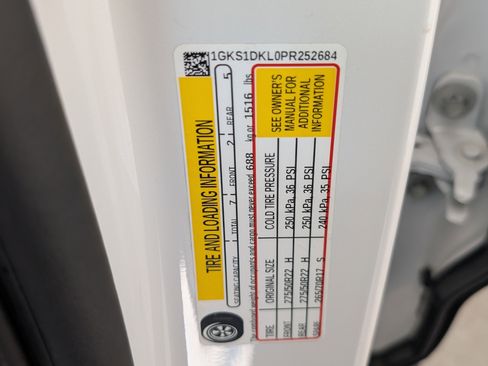 1GKS1DKL0PR252684
TIRE AND LOADING INFORMATION
SEATING CAPACITY TOTAL 7 FRONT 2 REAR 5
The combined weight of occupants and cargo must never exceed 688 kg or 1516 lbs
TIRE ORIGINAL SIZE COLD TIRE PRESSURE
FRONT 275/50R22 H 250 kPa, 36 PSI
REAR 275/50R22 H 250 kPa, 36 PSI
SPARE 265/70R17 S 240 kPa, 35 PSI
SEE OWNER'S
MANUAL FOR
ADDITIONAL
INFORMATION